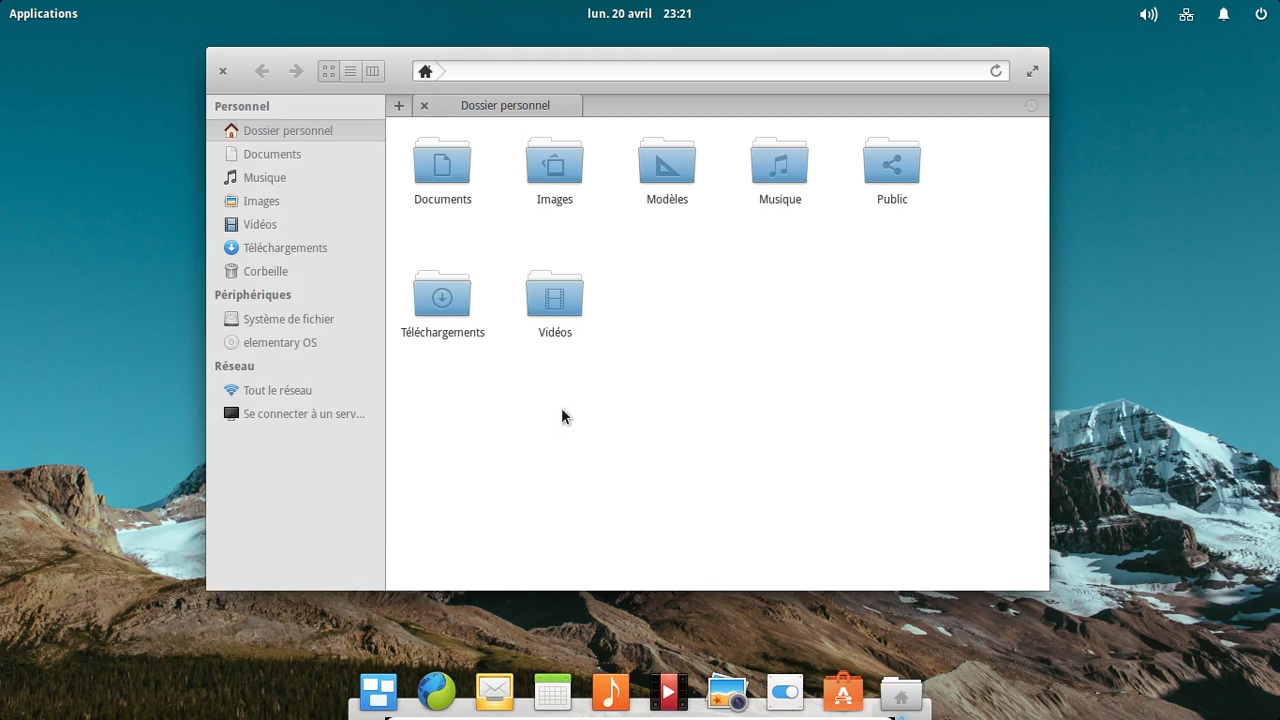 Applications
lun. 20 avril 23:21
Personnel
Dossier personnel
Documents
Musique
Images
Vidéos
Téléchargements
Corbeille
Périphériques
Système de fichier
elementary OS
Réseau
Tout le réseau
Se connecter à un serv...
Dossier personnel
Documents Images Modèles Musique Public
Téléchargements Vidéos